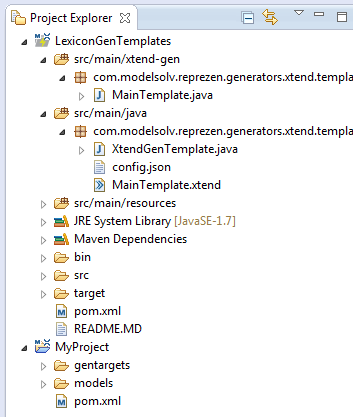 Project Explorer
LexiconGenTemplates
src/main/xtend-gen
com.modelsolv.reprezen.generators.xtend.templa
MainTemplate.java
src/main/java
com.modelsolv.reprezen.generators.xtend.templa
XtendGenTemplate.java
config.json
MainTemplate.xtend
src/main/resources
JRE System Library [JavaSE-1.7]
Maven Dependencies
bin
src
target
pom.xml
README.MD
MyProject
gentargets
models
pom.xml